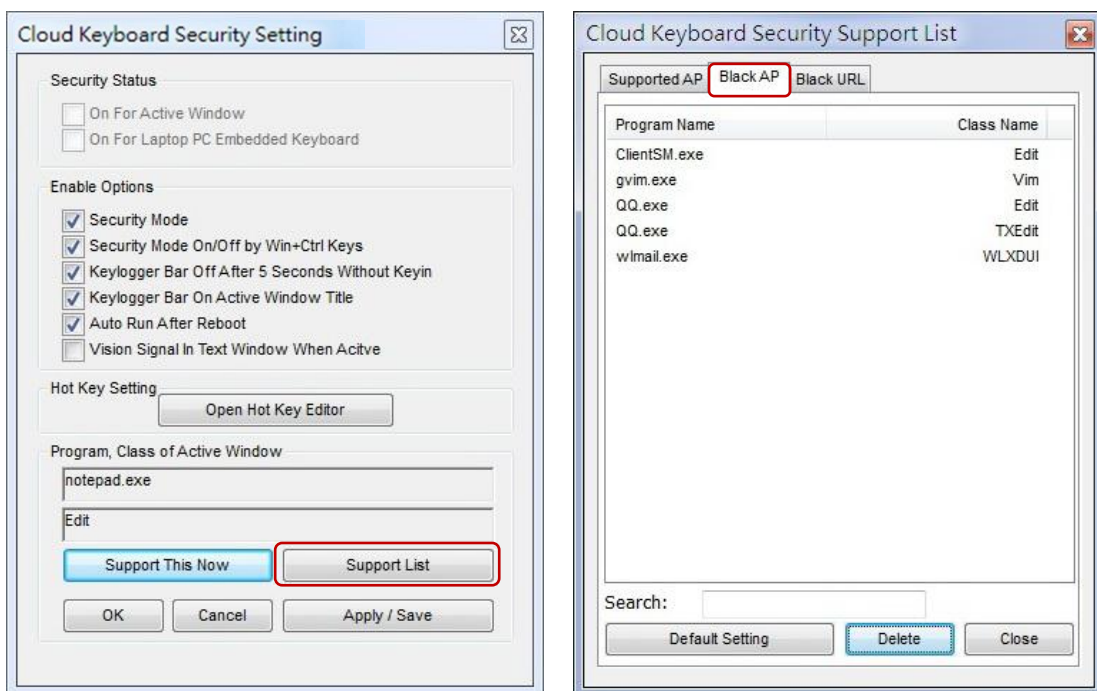 Cloud Keyboard Security Setting
Security Status
On For Active Window
On For Laptop PC Embedded Keyboard
Enable Options
Security Mode
Security Mode On/Off by Win+Ctrl Keys
Keylogger Bar Off After 5 Seconds Without Keyin
Keylogger Bar On Active Window Title
Auto Run After Reboot
Vision Signal In Text Window When Acitve
Hot Key Setting
Open Hot Key Editor
Program, Class of Active Window
notepad.exe
Edit
Support This Now Support List
OK Cancel Apply / Save
Cloud Keyboard Security Support List
Supported AP Black AP Black URL
Program Name Class Name
ClientSM.exe Edit
gvim.exe Vim
QQ.exe Edit
QQ.exe TXEdit
wlmail.exe WLXDUI
Search:
Default Setting Delete Close